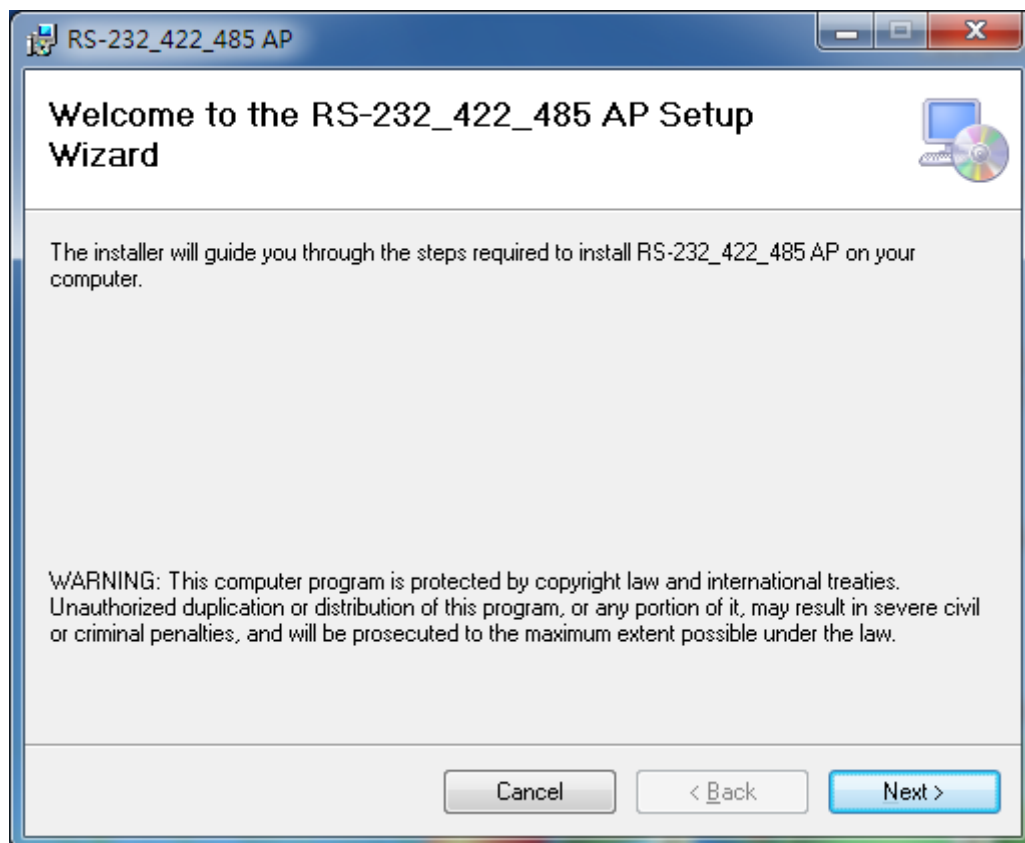 RS-232_422_485 AP
Welcome to the RS-232_422_485 AP Setup
Wizard
The installer will guide you through the steps required to install RS-232_422_485 AP on your
computer.
WARNING: This computer program is protected by copyright law and international treaties.
Unauthorized duplication or distribution of this program, or any portion of it, may result in severe civil
or criminal penalties, and will be prosecuted to the maximum extent possible under the law.
Cancel < Back Next >